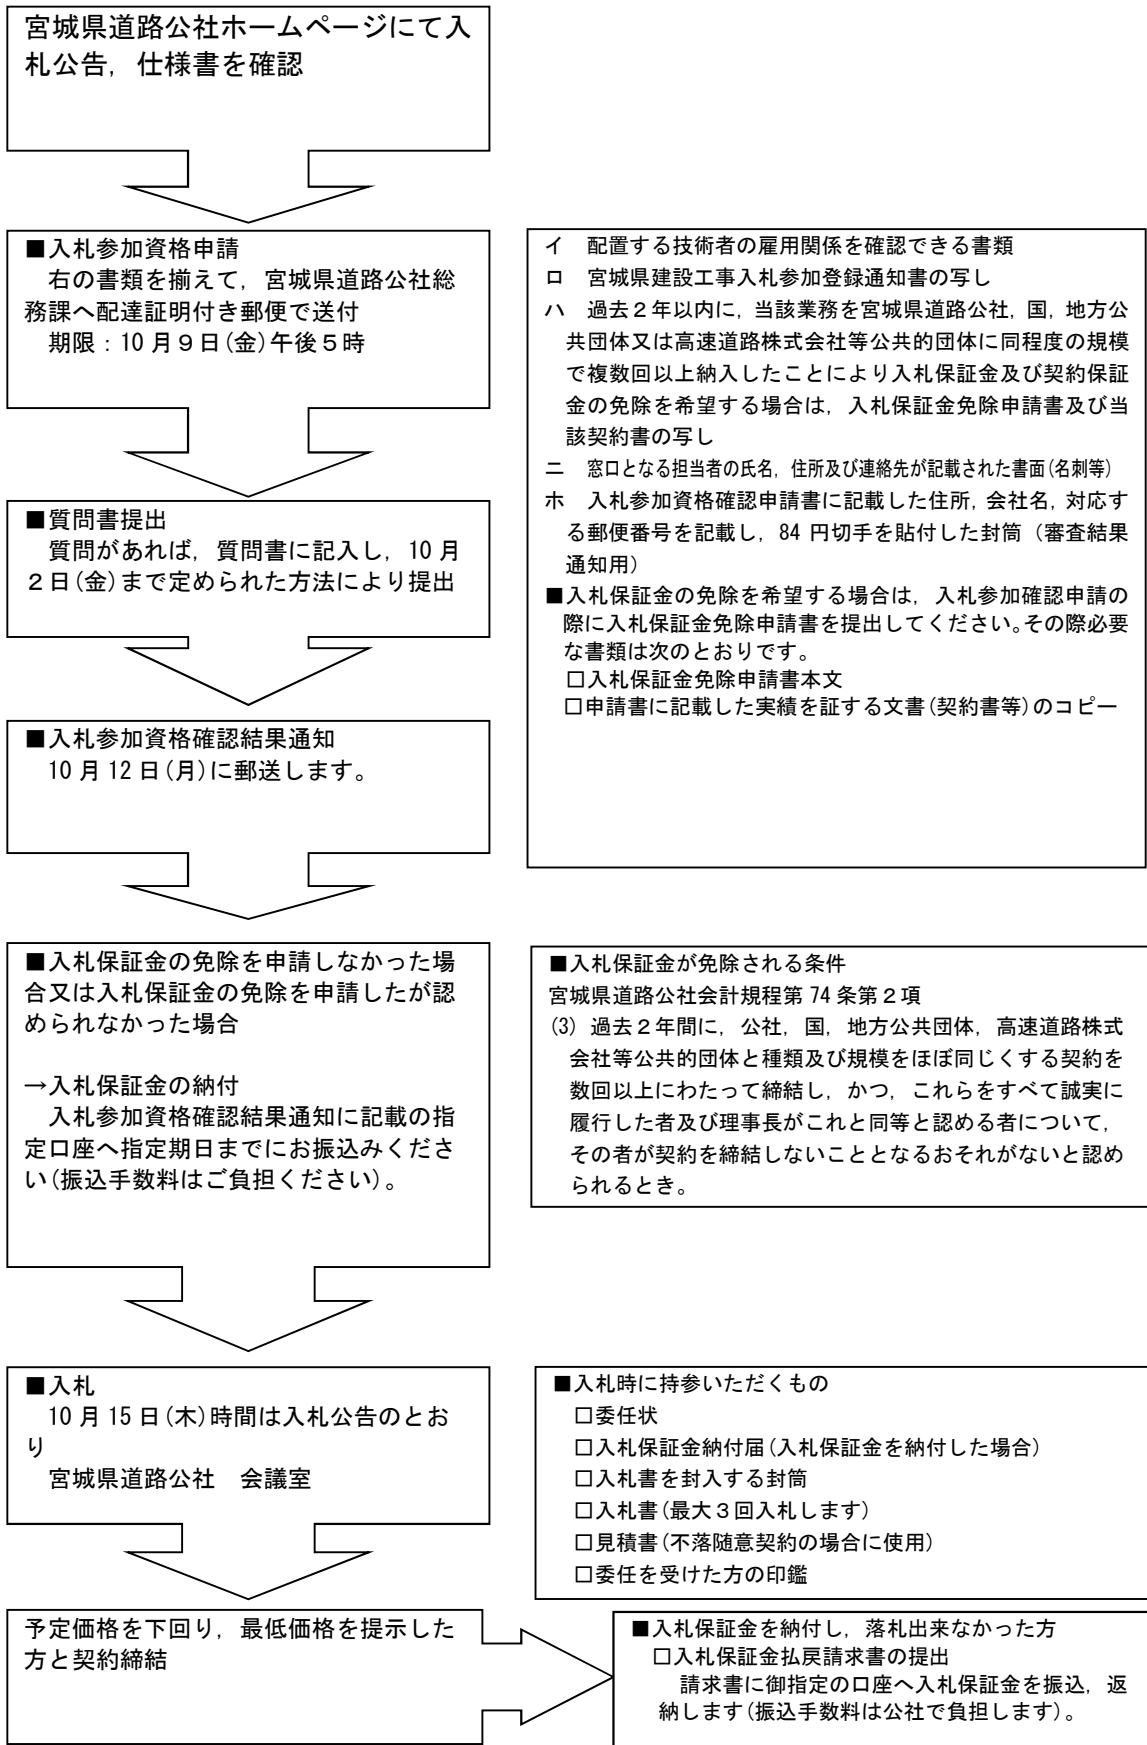 宮城県道路公社ホームページにて入
札公告，仕様書を確認
■入札参加資格申請
右の書類を揃えて，宮城県道路公社総
務課へ配達証明付き郵便で送付
期限：10月９日(金)午後５時
イ　配置する技術者の雇用関係を確認できる書類
ロ　宮城県建設工事入札参加登録通知書の写し
ハ　過去２年以内に，当該業務を宮城県道路公社，国，地方公
共団体又は高速道路株式会社等公共的団体に同程度の規模
で複数回以上納入したことにより入札保証金及び契約保証
金の免除を希望する場合は，入札保証金免除申請書及び当
該契約書の写し
ニ　窓口となる担当者の氏名，住所及び連絡先が記載された書面(名刺等)
ホ　入札参加資格確認申請書に記載した住所，会社名，対応す
る郵便番号を記載し，84円切手を貼付した封筒（審査結果
通知用）
■入札保証金の免除を希望する場合は，入札参加確認申請の
際に入札保証金免除申請書を提出してください。その際必要
な書類は次のとおりです。
□入札保証金免除申請書本文
□申請書に記載した実績を証する文書(契約書等)のコピー
■質問書提出
質問があれば，質問書に記入し，10月
２日(金)まで定められた方法により提出
■入札参加資格確認結果通知
10月12日(月)に郵送します。
■入札保証金の免除を申請しなかった場
合又は入札保証金の免除を申請したが認
められなかった場合
→入札保証金の納付
入札参加資格確認結果通知に記載の指
定口座へ指定期日までにお振込みくださ
い(振込手数料はご負担ください)。
■入札保証金が免除される条件
宮城県道路公社会計規程第74条第２項
(3) 過去２年間に，公社，国，地方公共団体，高速道路株式
会社等公共的団体と種類及び規模をほぼ同じくする契約を
数回以上にわたって締結し，かつ，これらをすべて誠実に
履行した者及び理事長がこれと同等と認める者について，
その者が契約を締結しないこととなるおそれがないと認め
られるとき。
■入札
10月15日(木)時間は入札公告のとお
り
宮城県道路公社　会議室
■入札時に持参いただくもの
□委任状
□入札保証金納付届(入札保証金を納付した場合)
□入札書を封入する封筒
□入札書(最大３回入札します)
□見積書(不落随意契約の場合に使用)
□委任を受けた方の印鑑
予定価格を下回り，最低価格を提示した
方と契約締結
■入札保証金を納付し，落札出来なかった方
□入札保証金払戻請求書の提出
請求書に御指定の口座へ入札保証金を振込，返
納します(振込手数料は公社で負担します)。